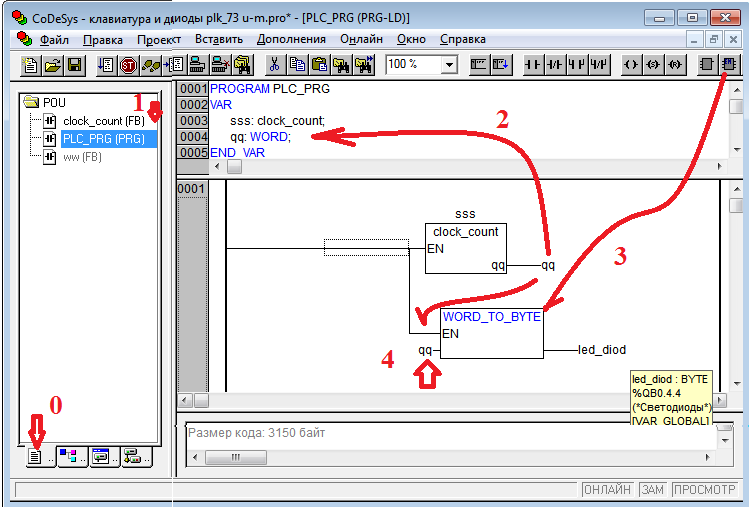 CoDeSys - клавиатура и ддиоды plk_73 u-m.pro* - [PLC_PRG (PRG-LD)]
Файл Правка Проект Вставить Дополнения Онлайн Окно Справка
100 %
POU
clock_count (FB)
PLC_PRG (PRG)
ww (FB)
0001 PROGRAM PLC_PRG
0002 VAR
0003 sss: clock_count;
0004 qq: WORD;
0005 END_VAR
0001
sss
clock_count
EN
qq qq
WORD_TO_BYTE
EN
qq led_diod
led_diod : BYTE
%QB0.4.4
(*Светодиоды*)
[VAR_GLOBAL]
0
1
2
3
4
Размер кода: 3150 байт
ОНЛАЙН ЗАМ ПРОСМОТР